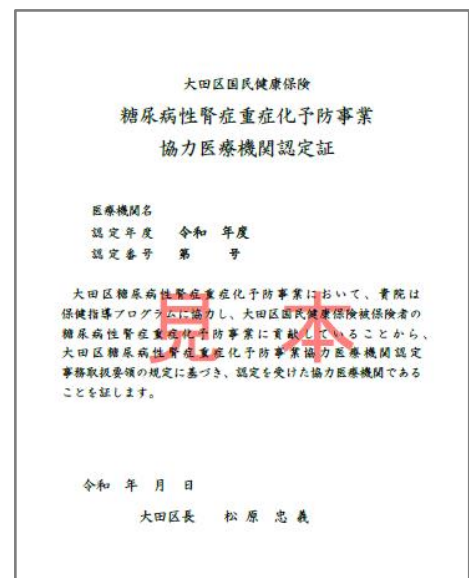 大田区国民健康保険
糖尿病性腎症重症化予防事業
協力医療機関認定証
医療機関名
認定年度 令和 年度
認定番号 第 号
大田区糖尿病性腎症重症化予防事業において、貴院は
保健指導プログラムに協力し、大田区国民健康保険被保険者の
糖尿病性腎症重症化予防事業に貢献していることから、
大田区糖尿病性腎症重症化予防事業協力医療機関認定
事務取扱要領の規定に基づき、認定を受けた協力医療機関である
ことを証します。
見本
令和 年 月 日
大田区長 松原 忠義